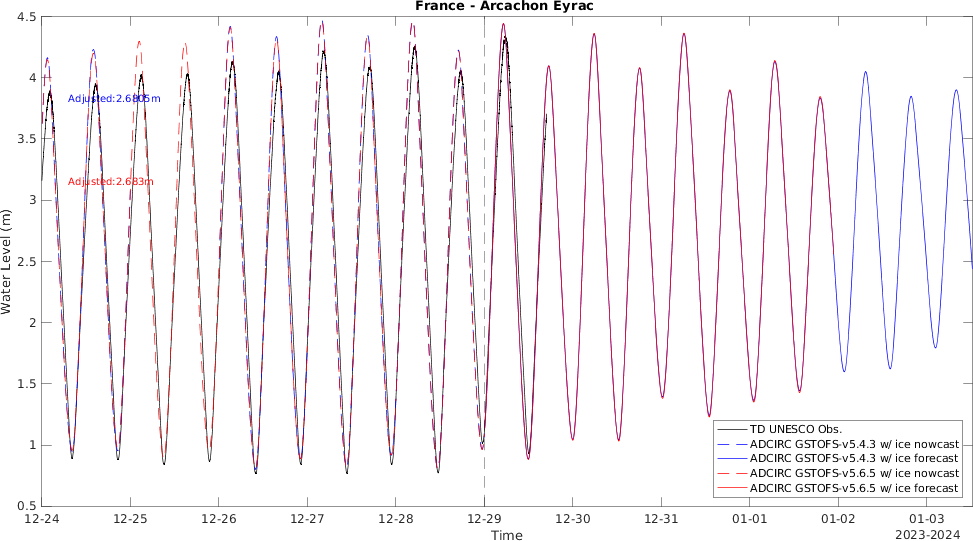 France - Arcachon Eyrac
4.5
4
3.5
3
2.5
2
1.5
1
0.5
Water Level (m)
Adjusted:2.6805m
Adjusted:2.683m
TD UNESCO Obs.
ADCIRC GSTOFS-v5.4.3 w/ ice nowcast
ADCIRC GSTOFS-v5.4.3 w/ ice forecast
ADCIRC GSTOFS-v5.6.5 w/ ice nowcast
ADCIRC GSTOFS-v5.6.5 w/ ice forecast
12-24 12-25 12-26 12-27 12-28 12-29 12-30 12-31 01-01 01-02 01-03
Time
2023-2024